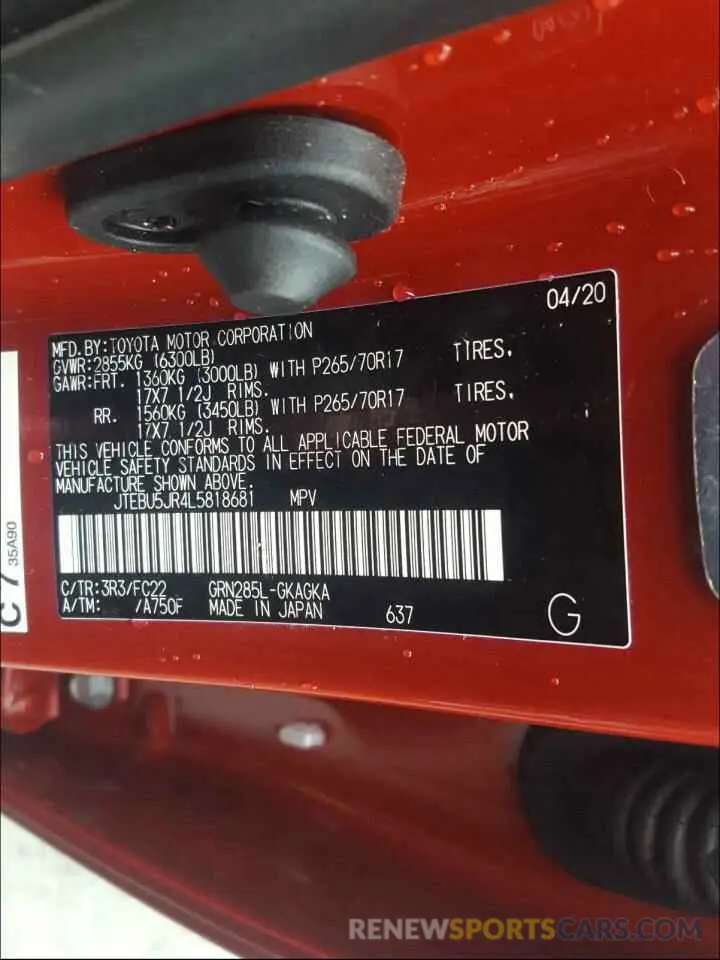 04/20
MFD.BY:TOYOTA MOTOR CORPORATION
GVWR:2855KG (6300LB)
GAWR:FRT. 1360KG (3000LB) WITH P265/70R17 TIRES,
17X7 1/2J RIMS.
RR. 1560KG (3450LB) WITH P265/70R17 TIRES,
17X7 1/2J RIMS.
THIS VEHICLE CONFORMS TO ALL APPLICABLE FEDERAL MOTOR
VEHICLE SAFETY STANDARDS IN EFFECT ON THE DATE OF
MANUFACTURE SHOWN ABOVE.
JTEBU5JR4L5818681 MPV
C/TR:3R3/FC22 GRN285L-GKAGKA
A/TM: /A750F MADE IN JAPAN 637 G
35A90
RENEWSPORTSCARS.COM